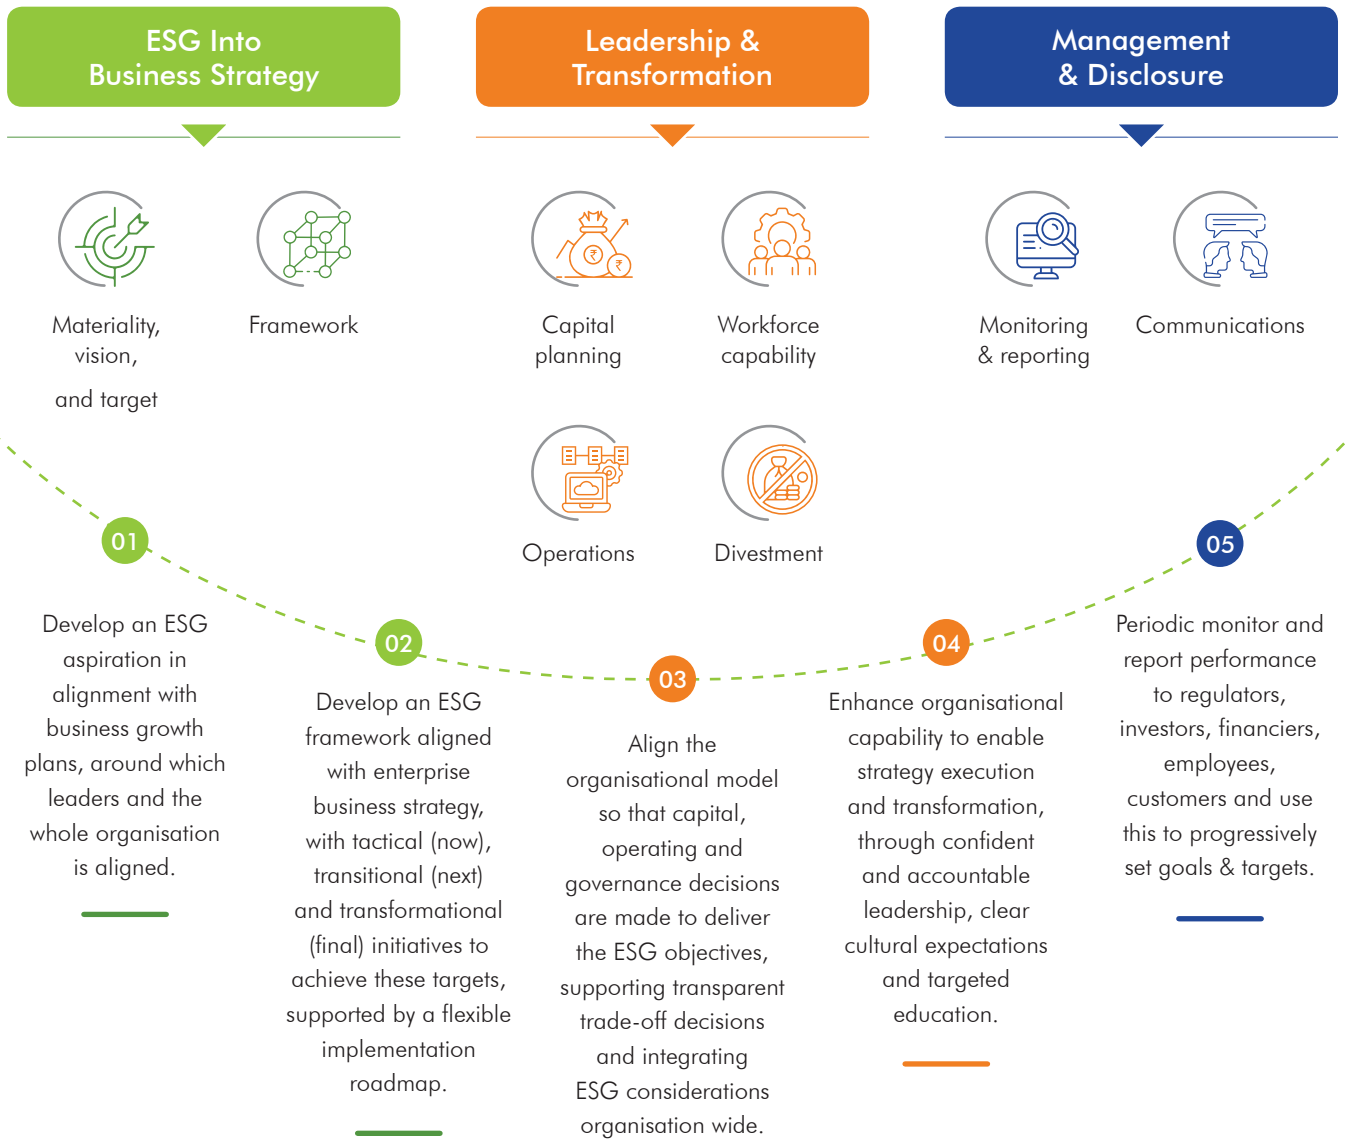 ESG Into
Business Strategy
Leadership &
Transformation
Management
& Disclosure
Materiality,
vision,
and target
Framework
Capital
planning
₹
₹
Workforce
capability
Monitoring
& reporting
Communications
Operations
Divestment
01
Develop an ESG
aspiration in
alignment with
business growth
plans, around which
leaders and the
whole organisation
is aligned.
02
Develop an ESG
framework aligned
with enterprise
business strategy,
with tactical (now),
transitional (next)
and transformational
(final) initiatives to
achieve these targets,
supported by a flexible
implementation
roadmap.
03
Align the
organisational model
so that capital,
operating and
governance decisions
are made to deliver
the ESG objectives,
supporting transparent
trade-off decisions
and integrating
ESG considerations
organisation wide.
04
Enhance organisational
capability to enable
strategy execution
and transformation,
through confident
and accountable
leadership, clear
cultural expectations
and targeted
education.
05
Periodic monitor and
report performance
to regulators,
investors, financiers,
employees,
customers and use
this to progressively
set goals & targets.